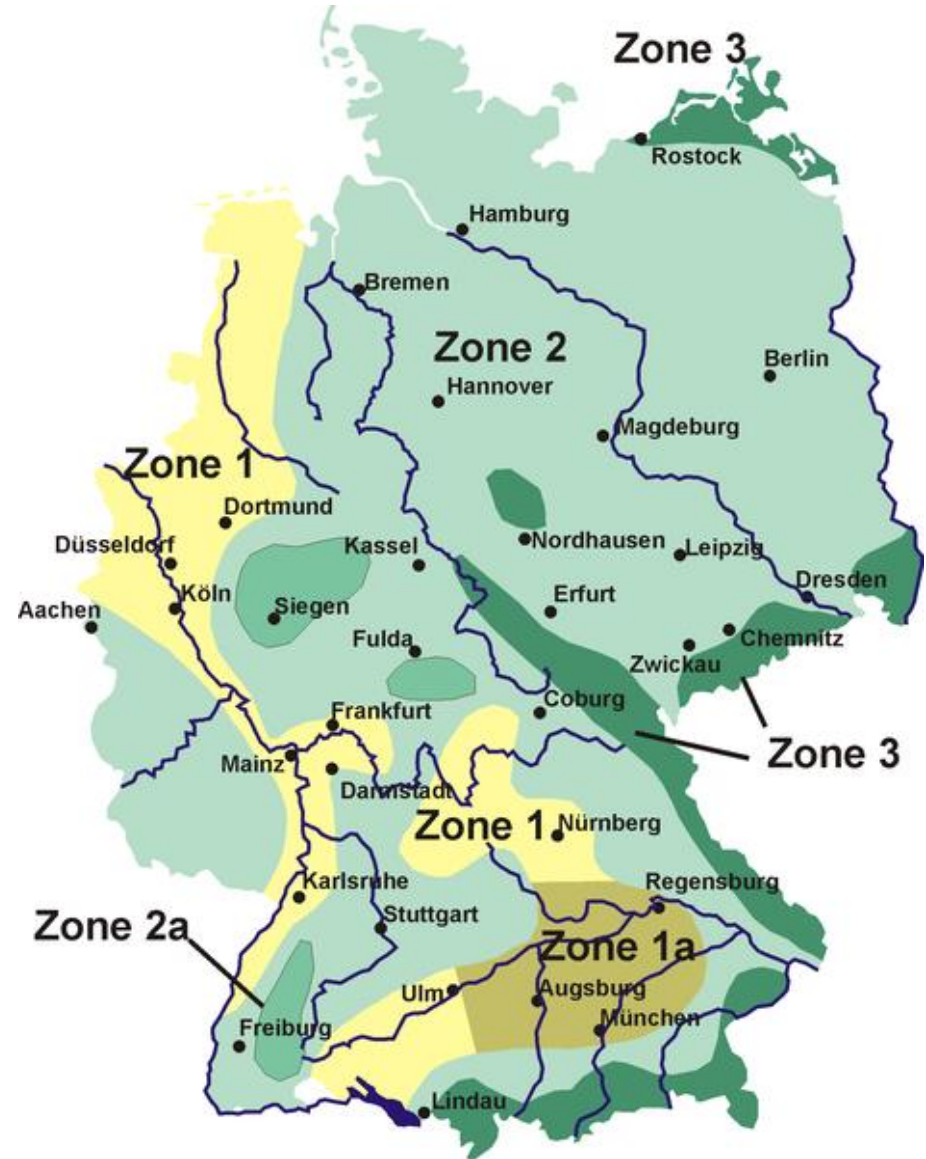 Zone 3
Rostock
Hamburg
Bremen
Zone 2
Berlin
Hannover
Magdeburg
Zone 1
Dortmund
Düsseldorf
Kassel
Nordhausen
Leipzig
Köln
Aachen
Siegen
Erfurt
Dresden
Fulda
Chemnitz
Zwickau
Coburg
Frankfurt
Zone 3
Mainz
Darmstadt
Zone 1
Nürnberg
Karlsruhe
Regensburg
Zone 2a
Stuttgart
Zone 1a
Ulm
Augsburg
Freiburg
München
Lindau